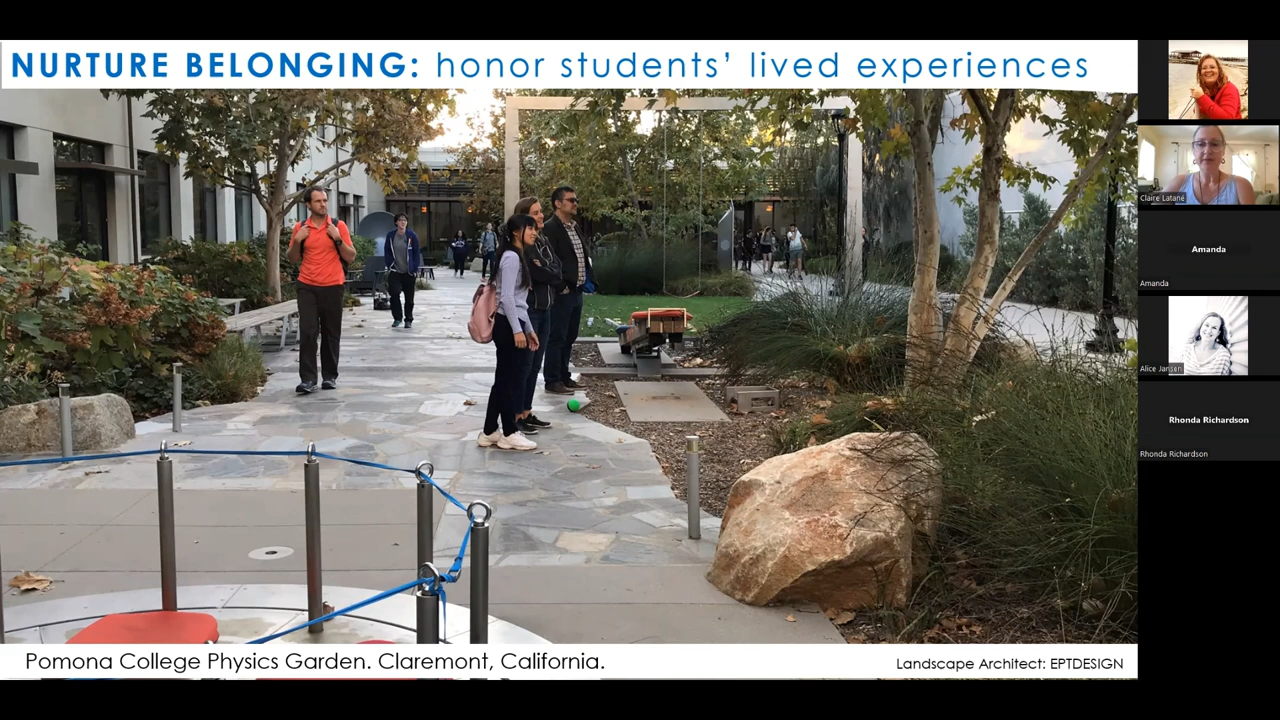 NURTURE BELONGING: honor students’ lived experiences
Pomona College Physics Garden. Claremont, California.
Landscape Architect: EPTDESIGN
Claire Latané
Amanda
Amanda
Alice Jansen
Rhonda Richardson
Rhonda Richardson